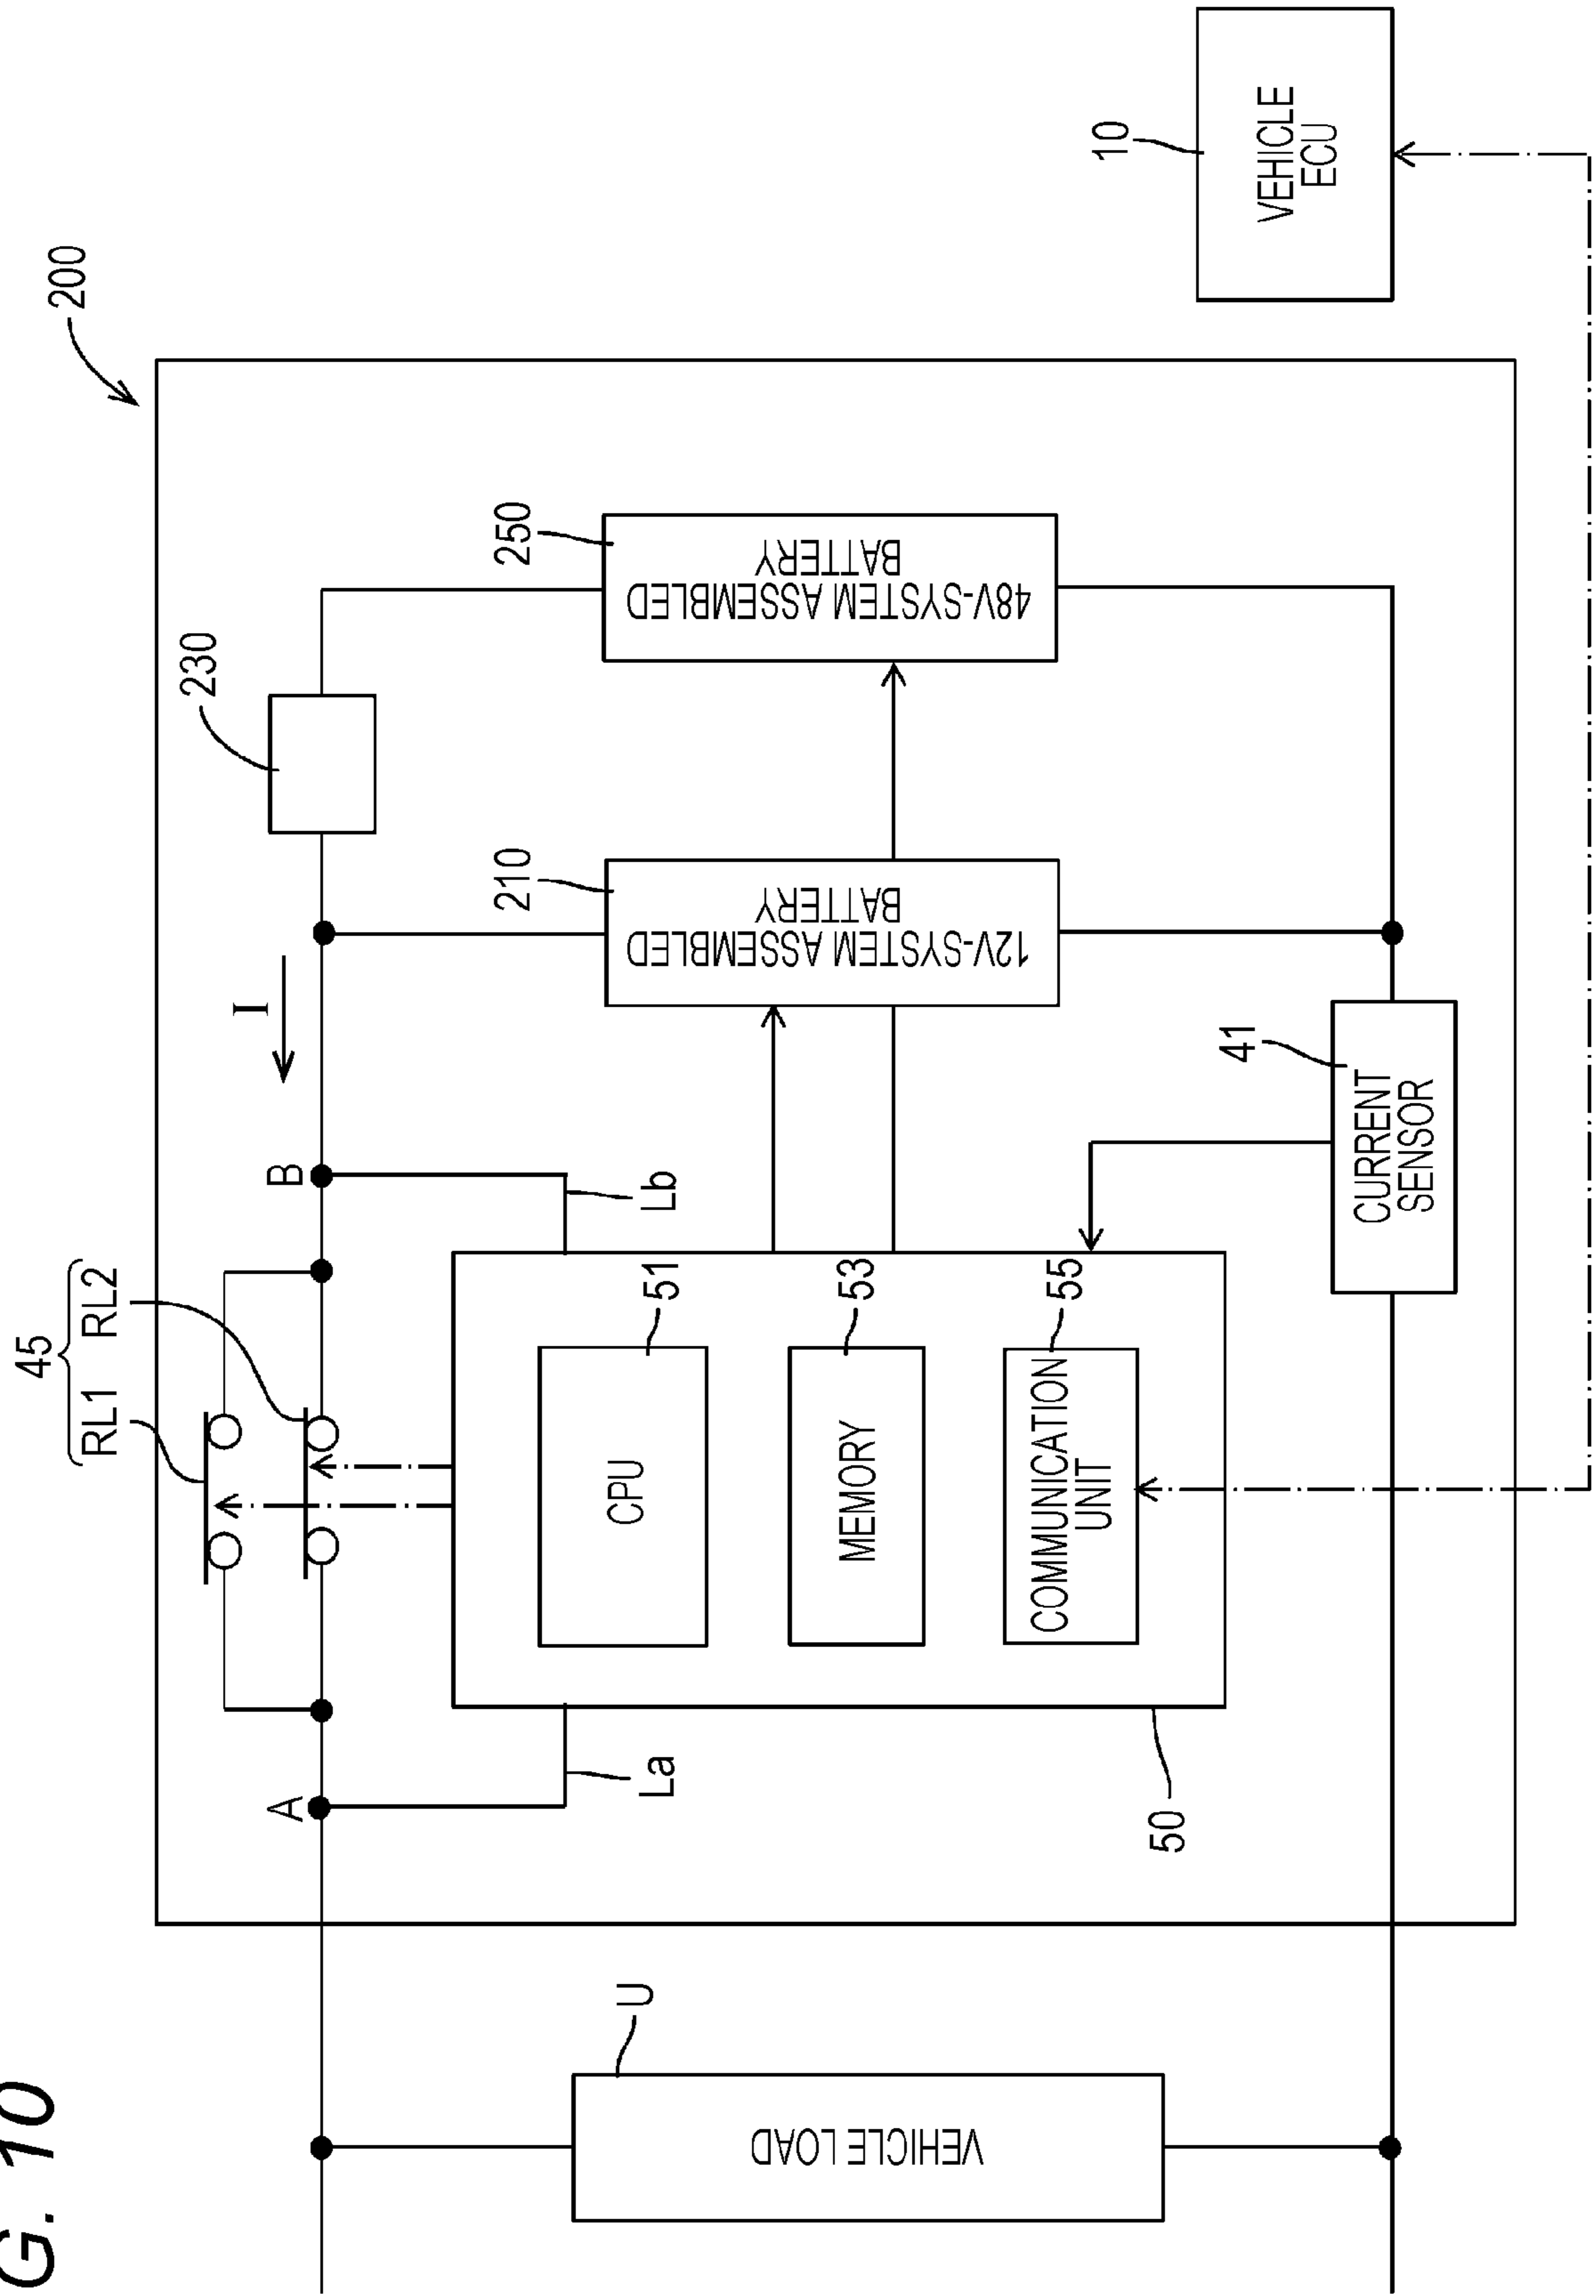 G. 10
200
45
RL1
RL2
230
I
A
B
La
Lb
CPU
51
MEMORY
53
COMMUNICATION
UNIT
55
50
12V-SYSTEM ASSEMBLED
BATTERY
210
48V-SYSTEM ASSEMBLED
BATTERY
250
VEHICLE LOAD
U
CURRENT
SENSOR
41
VEHICLE
ECU
10